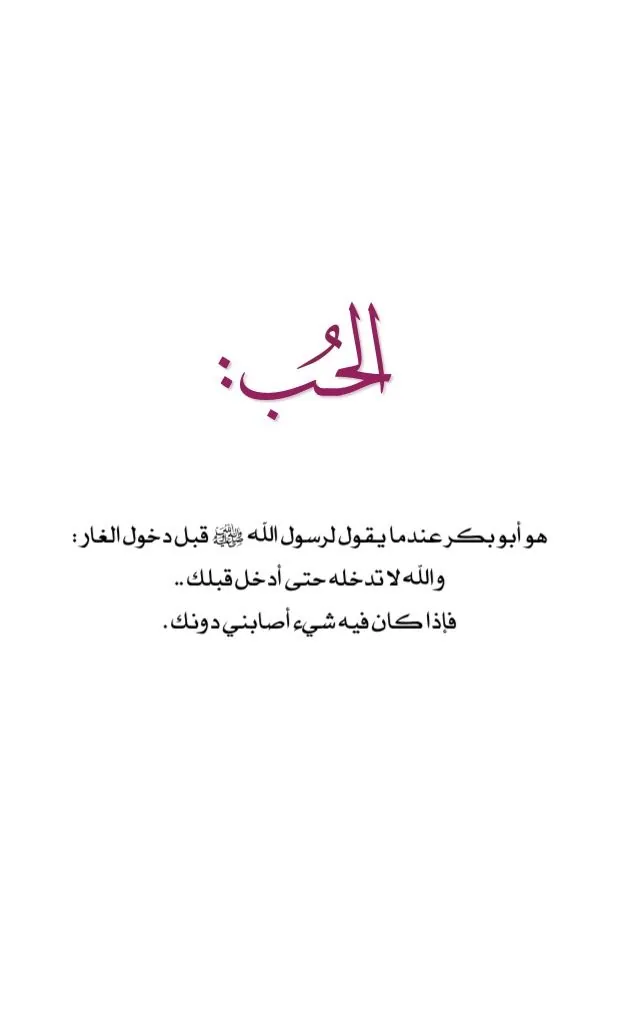 الحُب:
هو أبو بكر عندما يقول لرسول الله ﷺ قبل دخول الغار:
والله لا تدخله حتى أدخل قبلك..
فإذا كان فيه شيء أصابني دونك.